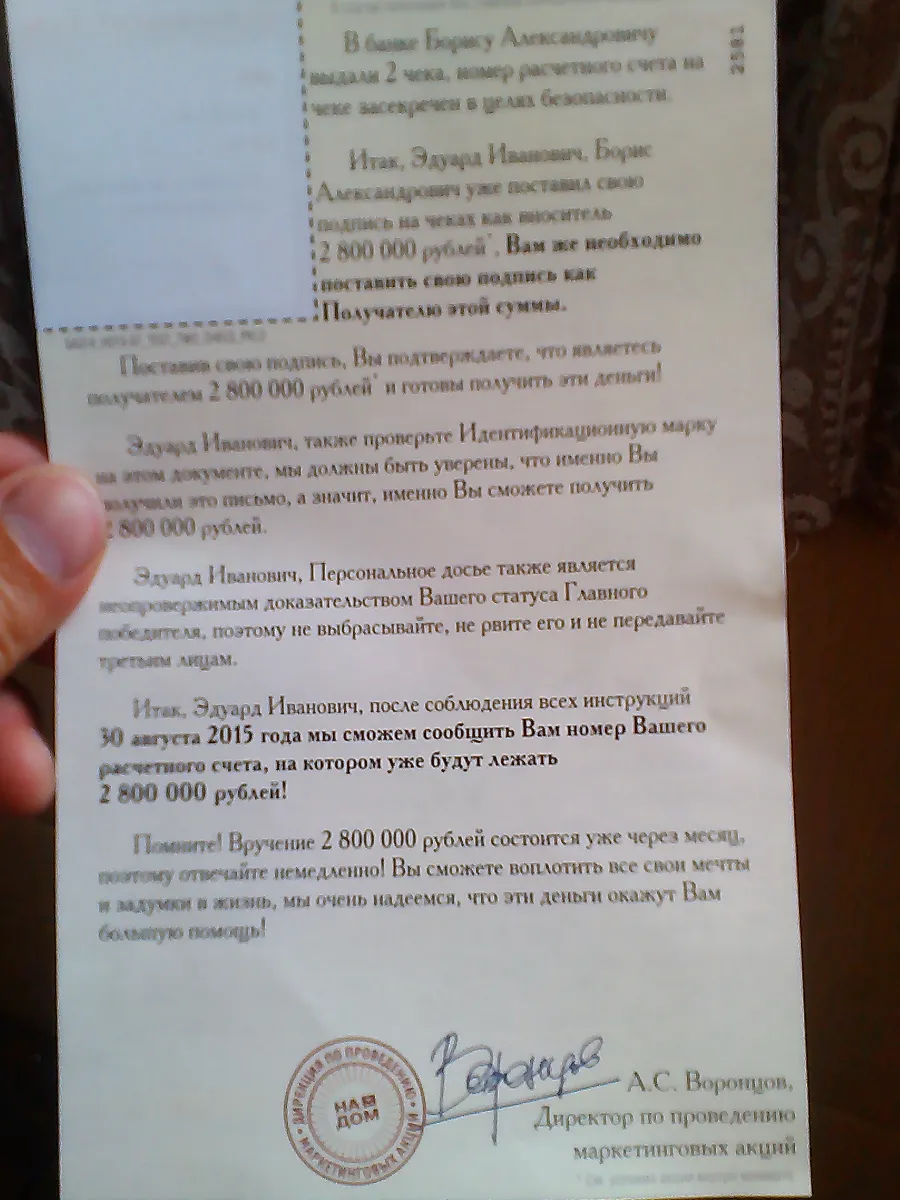 В банке Борису Александровичу
выдали 2 чека, номер расчетного счета на
чеке засекречен в целях безопасности.
2581
Итак, Эдуард Иванович, Борис
Александрович уже поставил свою
подпись на чеках как вноситель
2 800 000 рублей*. Вам же необходимо
поставить свою подпись как
Получателю этой суммы.
Поставив свою подпись, Вы подтверждаете, что являетесь
получателем 2 800 000 рублей* и готовы получить эти деньги!
Эдуард Иванович, также проверьте Идентификационную марку
на этом документе, мы должны быть уверены, что именно Вы
получили это письмо, а значит, именно Вы сможете получить
2 800 000 рублей.
Эдуард Иванович, Персональное досье также является
неопровержимым доказательством Вашего статуса Главного
победителя, поэтому не выбрасывайте, не рвите его и не передавайте
третьим лицам.
Итак, Эдуард Иванович, после соблюдения всех инструкций
30 августа 2015 года мы сможем сообщить Вам номер Вашего
расчетного счета, на котором уже будут лежать
2 800 000 рублей!
Помните! Вручение 2 800 000 рублей состоится уже через месяц,
поэтому отвечайте немедленно! Вы сможете воплотить все свои мечты
и задумки в жизнь, мы очень надеемся, что эти деньги окажут Вам
большую помощь!
ДИРЕКЦИЯ ПО ПРОВЕДЕНИЮ
МАРКЕТИНГОВЫХ АКЦИЙ
НАШ
ДОМ
Воронцов
А.С. Воронцов,
Директор по проведению
маркетинговых акций